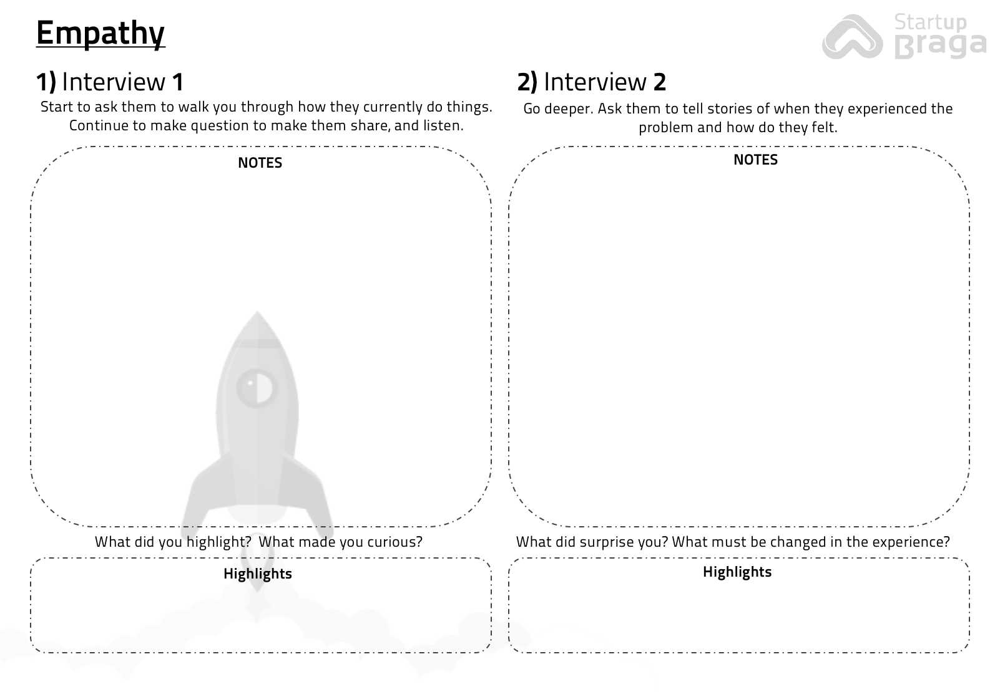 Empathy
Startup
Braga
1) Interview 1
Start to ask them to walk you through how they currently do things.
Continue to make question to make them share, and listen.
NOTES
What did you highlight?  What made you curious?
Highlights
2) Interview 2
Go deeper. Ask them to tell stories of when they experienced the
problem and how do they felt.
NOTES
What did surprise you? What must be changed in the experience?
Highlights